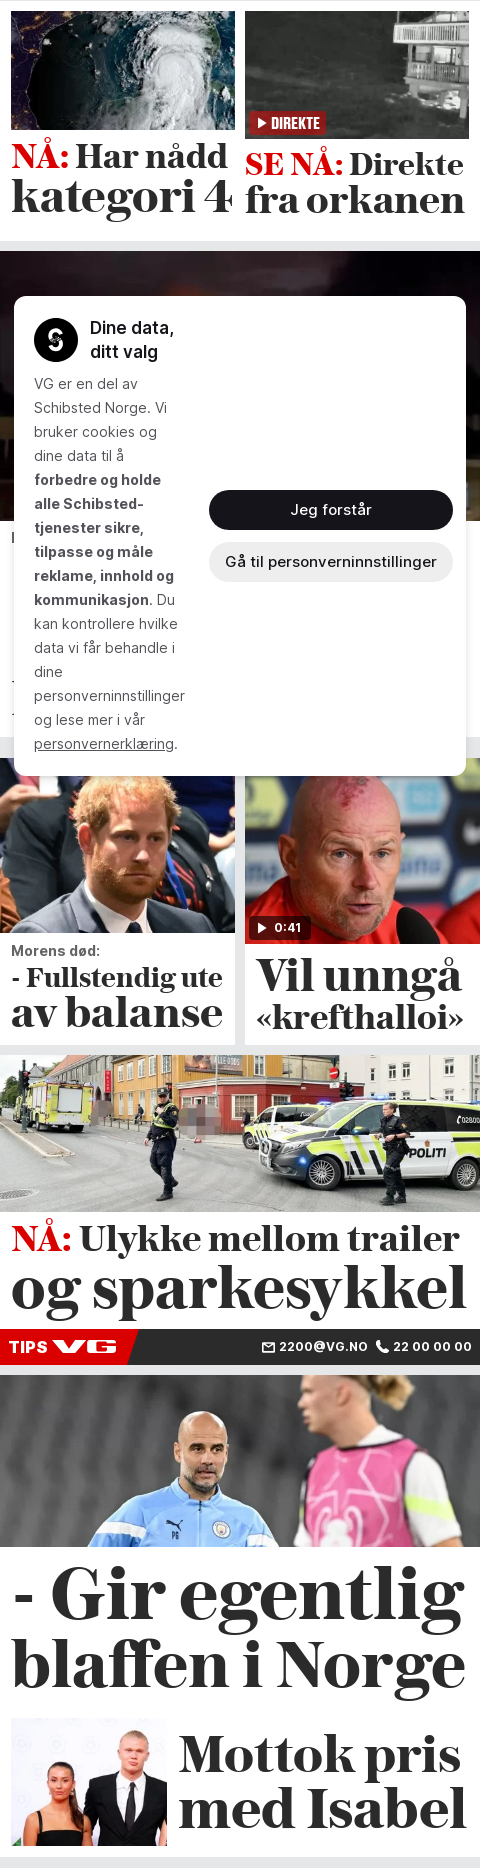 NÅ: Har nådd
kategori 4
DIREKTE
SE NÅ: Direkte
fra orkanen
Dine data,
ditt valg
VG er en del av
Schibsted Norge. Vi
bruker cookies og
dine data til å
forbedre og holde
alle Schibsted-
tjenester sikre,
tilpasse og måle
reklame, innhold og
kommunikasjon. Du
kan kontrollere hvilke
data vi får behandle i
dine
personverninnstillinger
og lese mer i vår
personvernerklæring.
Jeg forstår
Gå til personverninnstillinger
Morens død:
- Fullstendig ute
av balanse
0:41
Vil unngå
«krefthalloi»
POLITI
02800
NÅ: Ulykke mellom trailer
og sparkesykkel
TIPS VG
2200@VG.NO 22 00 00 00
PG
- Gir egentlig
blaffen i Norge
Mottok pris
med Isabel